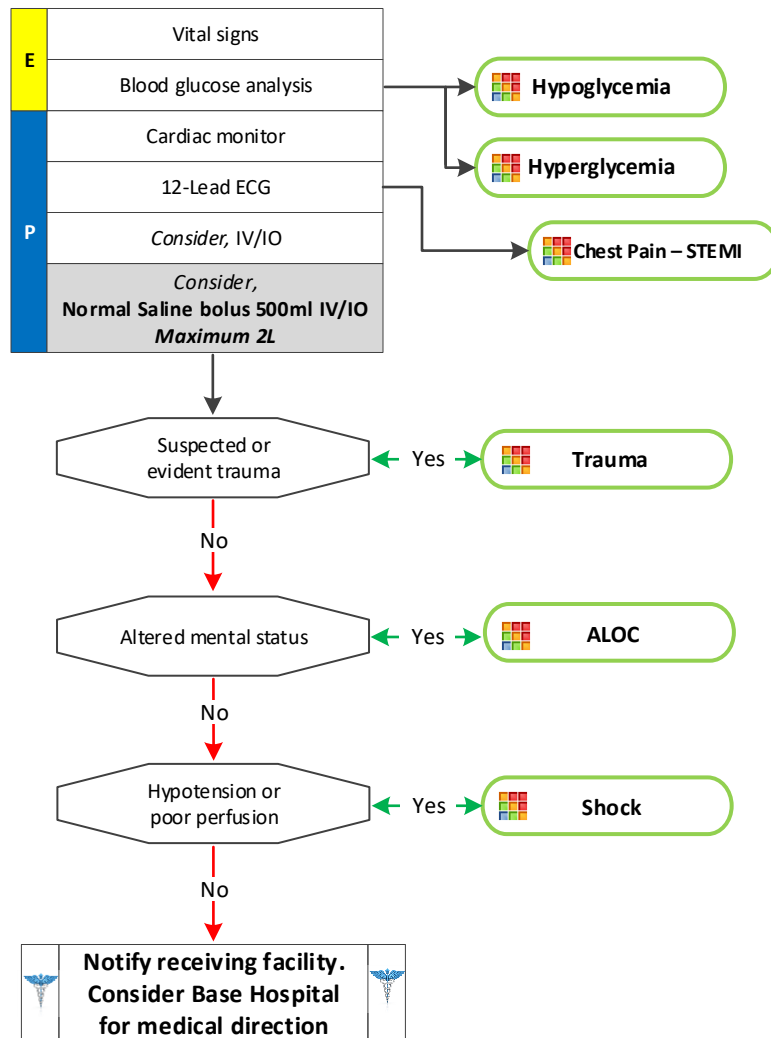 E
Vital signs
Blood glucose analysis
Hypoglycemia
Hyperglycemia
P
Cardiac monitor
12-Lead ECG
Chest Pain – STEMI
Consider, IV/IO
Consider,
Normal Saline bolus 500ml IV/IO
Maximum 2L
Suspected or
evident trauma
Yes
Trauma
No
Altered mental status
Yes
ALOC
No
Hypotension or
poor perfusion
Yes
Shock
No
Notify receiving facility.
Consider Base Hospital
for medical direction